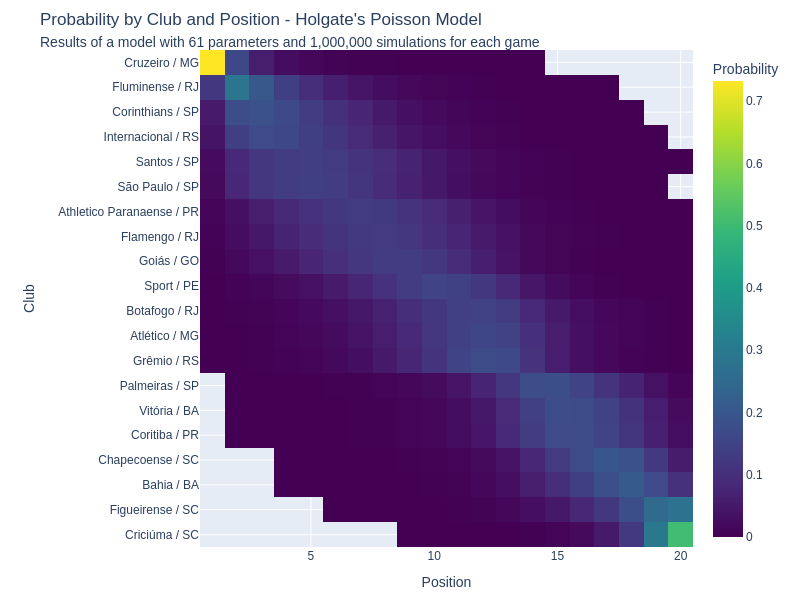 Probability by Club and Position - Holgate's Poisson Model
Results of a model with 61 parameters and 1,000,000 simulations for each game
Probability
Cruzeiro / MG
Fluminense / RJ
Corinthians / SP
Internacional / RS
Santos / SP
São Paulo / SP
Athletico Paranaense / PR
Flamengo / RJ
Goiás / GO
Sport / PE
Botafogo / RJ
Atlético / MG
Grêmio / RS
Palmeiras / SP
Vitória / BA
Coritiba / PR
Chapecoense / SC
Bahia / BA
Figueirense / SC
Criciúma / SC
Club
5
10
15
20
Position
0.7
0.6
0.5
0.4
0.3
0.2
0.1
0